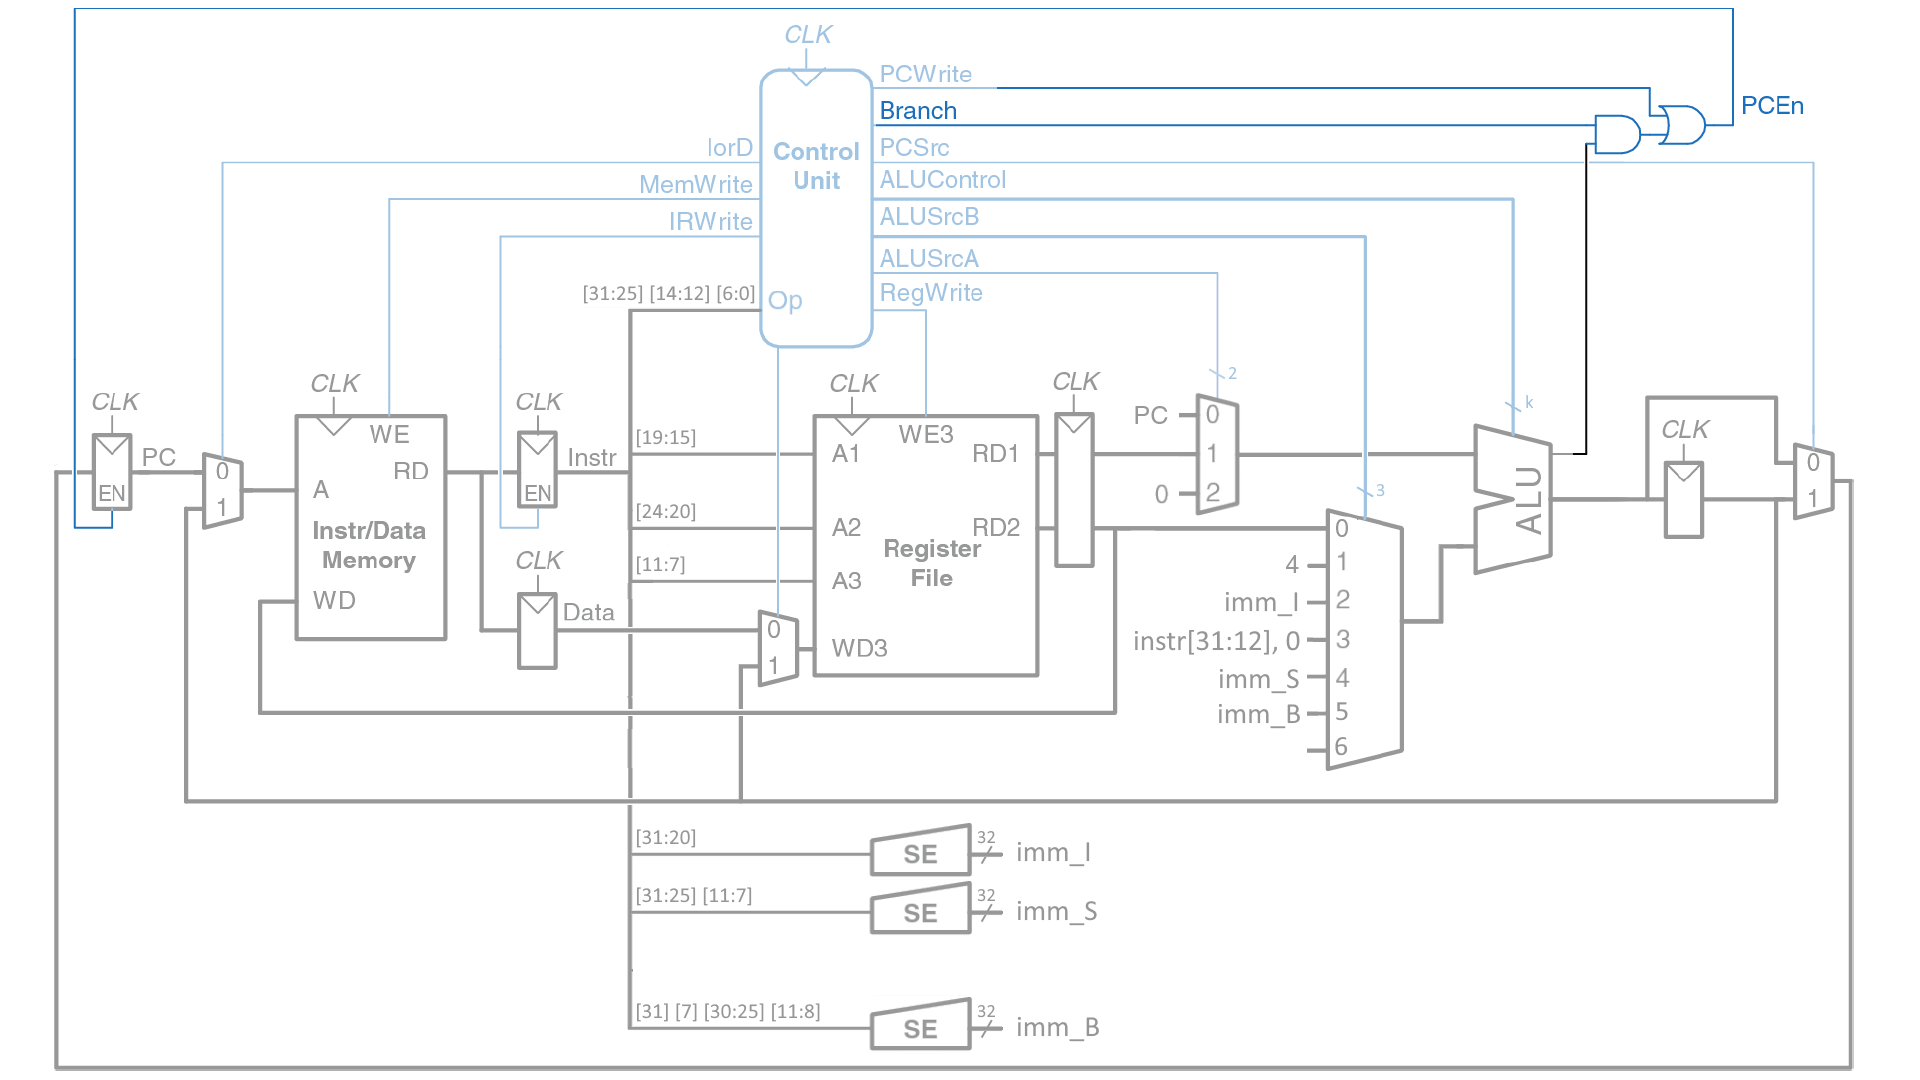 CLK
PCWrite
Branch
PCEn
IorD
Control
Unit
PCSrc
MemWrite
ALUControl
IRWrite
ALUSrcB
ALUSrcA
[31:25] [14:12] [6:0]
Op
RegWrite
CLK
CLK
CLK
CLK
CLK
2
k
PC
0
WE
[19:15]
WE3
CLK
PC
0
RD
Instr
A1
RD1
1
0
EN
1
A
EN
0
2
3
ALU
1
Instr/Data
Memory
[24:20]
A2
RD2
0
Register
File
CLK
[11:7]
A3
4
1
WD
Data
0
imm_I
2
WD3
1
instr[31:12], 0
3
imm_S
4
imm_B
5
6
[31:20]
SE
32
imm_I
[31:25] [11:7]
SE
32
imm_S
[31] [7] [30:25] [11:8]
SE
32
imm_B